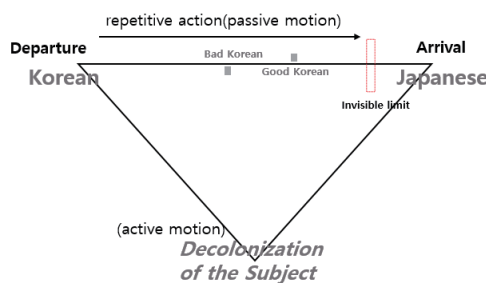 repetitive action(passive motion)
Departure
Arrival
Bad Korean
Korean
Good Korean
Japanese
Invisible limit
(active motion)
Decolonization
of the Subject